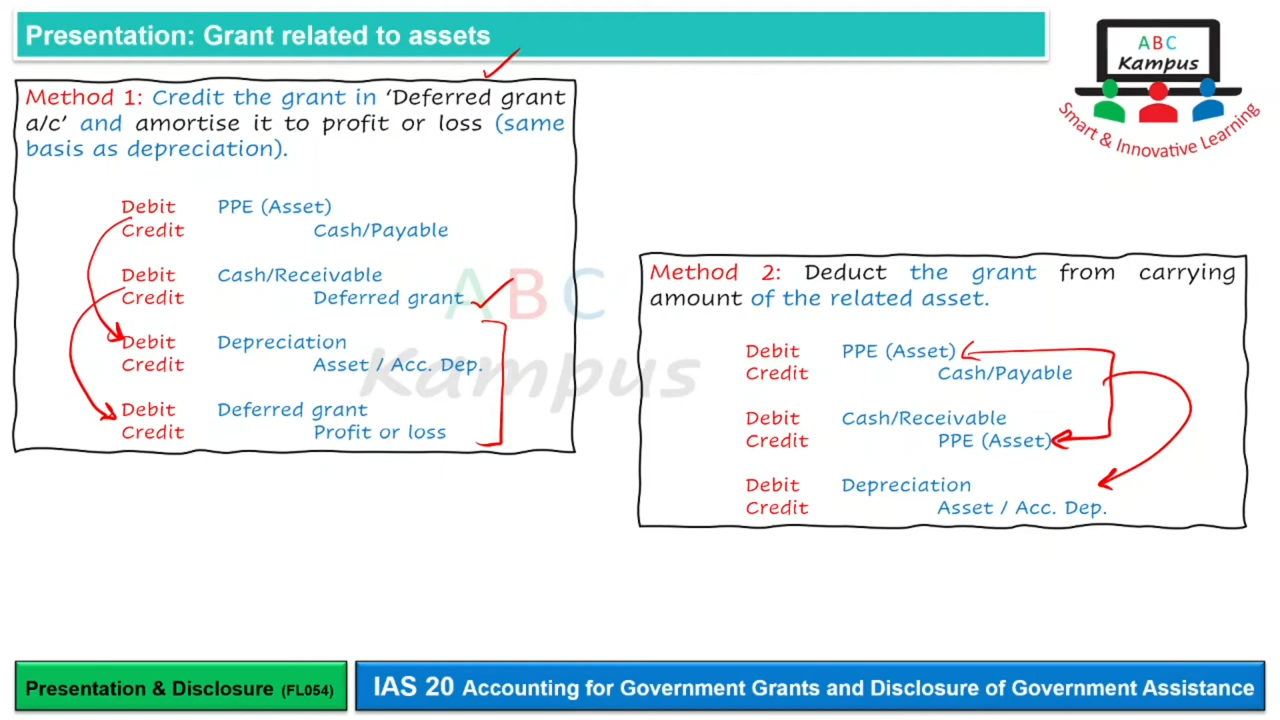 Presentation: Grant related to assets
ABC
Kampus
Smart & Innovative Learning
Method 1: Credit the grant in ‘Deferred grant
a/c’ and amortise it to profit or loss (same
basis as depreciation).
Debit PPE (Asset)
Credit Cash/Payable
Debit Cash/Receivable
Credit Deferred grant
Debit Depreciation
Credit Asset / Acc. Dep.
Debit Deferred grant
Credit Profit or loss
ABC
Kampus
Method 2: Deduct the grant from carrying
amount of the related asset.
Debit PPE (Asset)
Credit Cash/Payable
Debit Cash/Receivable
Credit PPE (Asset)
Debit Depreciation
Credit Asset / Acc. Dep.
Presentation & Disclosure (FL054)
IAS 20 Accounting for Government Grants and Disclosure of Government Assistance